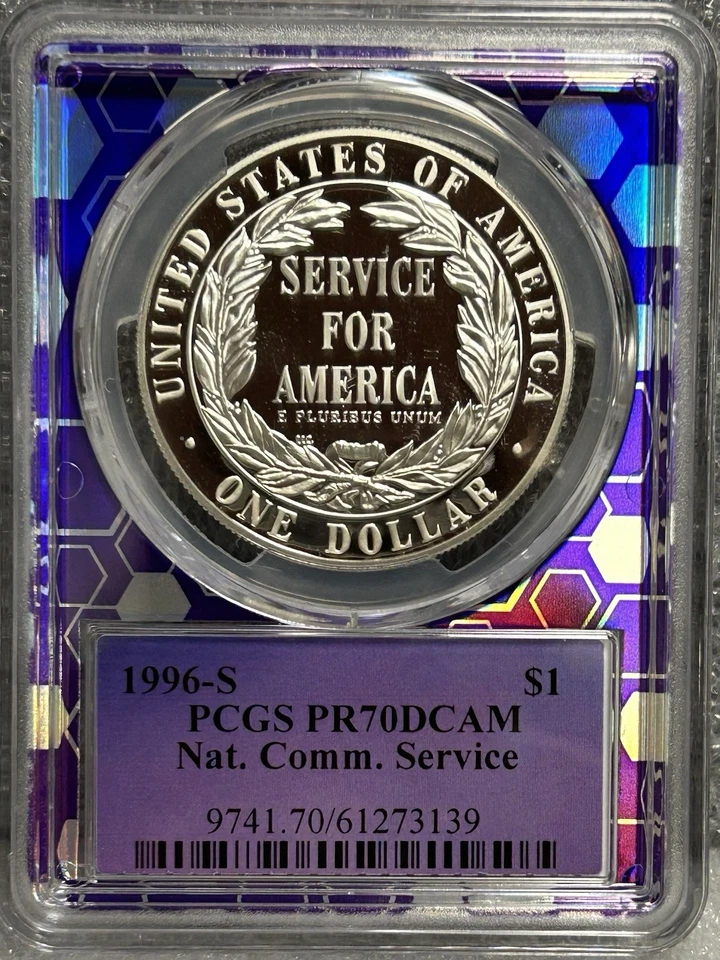 UNITED STATES OF AMERICA
SERVICE
FOR
AMERICA
E PLURIBUS UNUM
ONE DOLLAR
1996-S $1
PCGS PR70DCAM
Nat. Comm. Service
9741.70/61273139